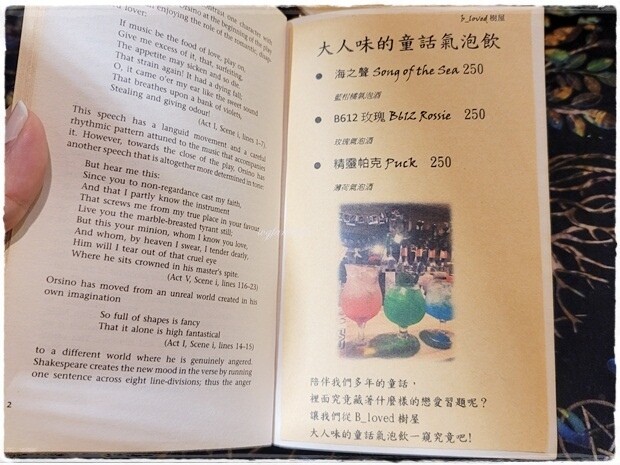 enjoying the role of the romantic,
lover:
If music be the food of love, play on,
Give me excess of it, that, surfeiting,
The appetite may sicken and so die.
That strain again! It had a dying fall:
O, it came o'er my ear like the sweet sound
That breathes upon a bank of violets,
Stealing and giving odour!
(Act I, Scene i, lines 1–7)
This speech has a languid movement and a careful
rhythmic pattern attuned to the music that accompanies
it. However, towards the close of the play, Orsino has
another speech that is altogether more determined in tone:
But hear me this:
Since you to non-regardance cast my faith,
And that I partly know the instrument
That screws me from my true place in your favour,
Live you the marble-breasted tyrant still;
But this your minion, whom I know you love,
And whom, by heaven I swear, I tender dearly,
Him will I tear out of that cruel eye
Where he sits crowned in his master's spite.
(Act V, Scene i, lines 116–23)
Orsino has moved from an unreal world created in his
own imagination
So full of shapes is fancy
That it alone is high fantastical
(Act I, Scene i, lines 14–15)
to a different world where he is genuinely angered.
Shakespeare creates the new mood in the verse by running
one sentence across eight line-divisions; thus the anger
2
B_loved 樹屋
大人味的童話氣泡飲
● 海之聲 Song of the Sea 250
藍柑橘氣泡酒
● B612 玫瑰 B612 Rossie 250
玫瑰氣泡酒
● 精靈帕克 Puck 250
薄荷氣泡酒
陪伴我們多年的童話，
裡面究竟藏著什麼樣的戀愛習題呢？
讓我們從 B_loved 樹屋
大人味的童話氣泡飲一窺究竟吧!